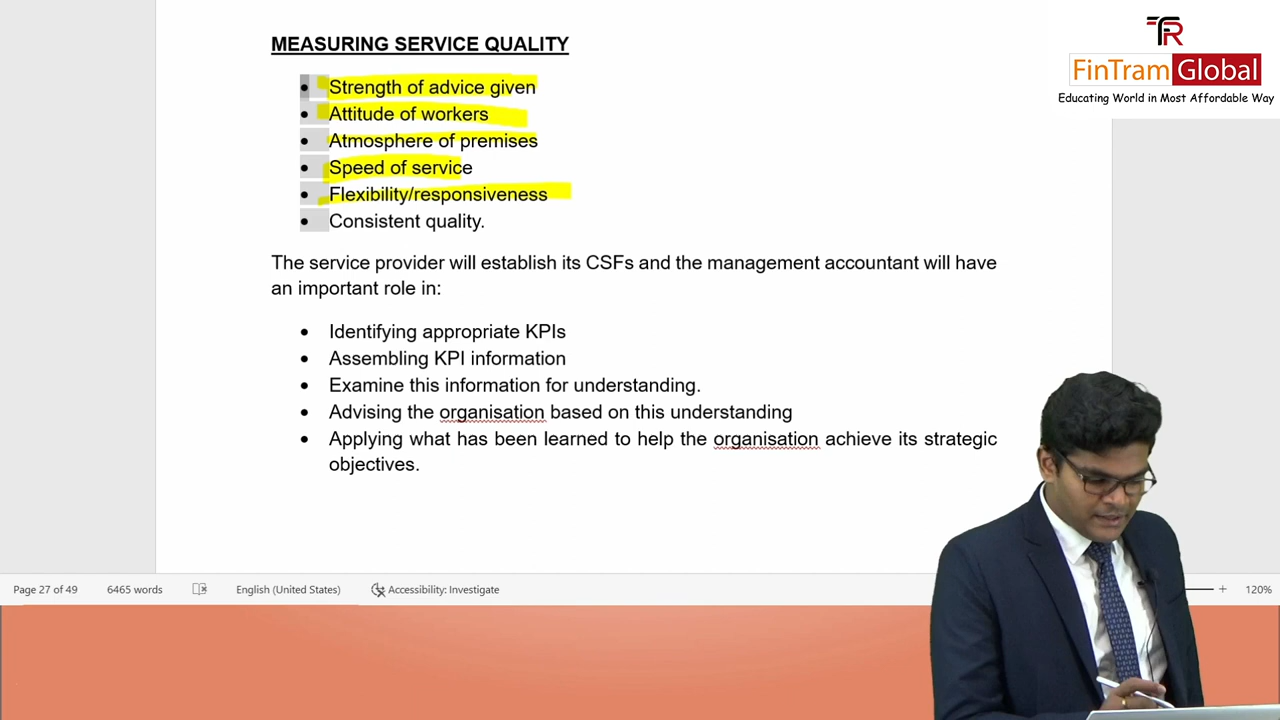 MEASURING SERVICE QUALITY
TR
FinTram Global
Educating World in Most Affordable Way
• Strength of advice given
• Attitude of workers
• Atmosphere of premises
• Speed of service
• Flexibility/responsiveness
• Consistent quality.
The service provider will establish its CSFs and the management accountant will have
an important role in:
• Identifying appropriate KPIs
• Assembling KPI information
• Examine this information for understanding.
• Advising the organisation based on this understanding
• Applying what has been learned to help the organisation achieve its strategic
objectives.
Page 27 of 49 6465 words English (United States) Accessibility: Investigate + 120%